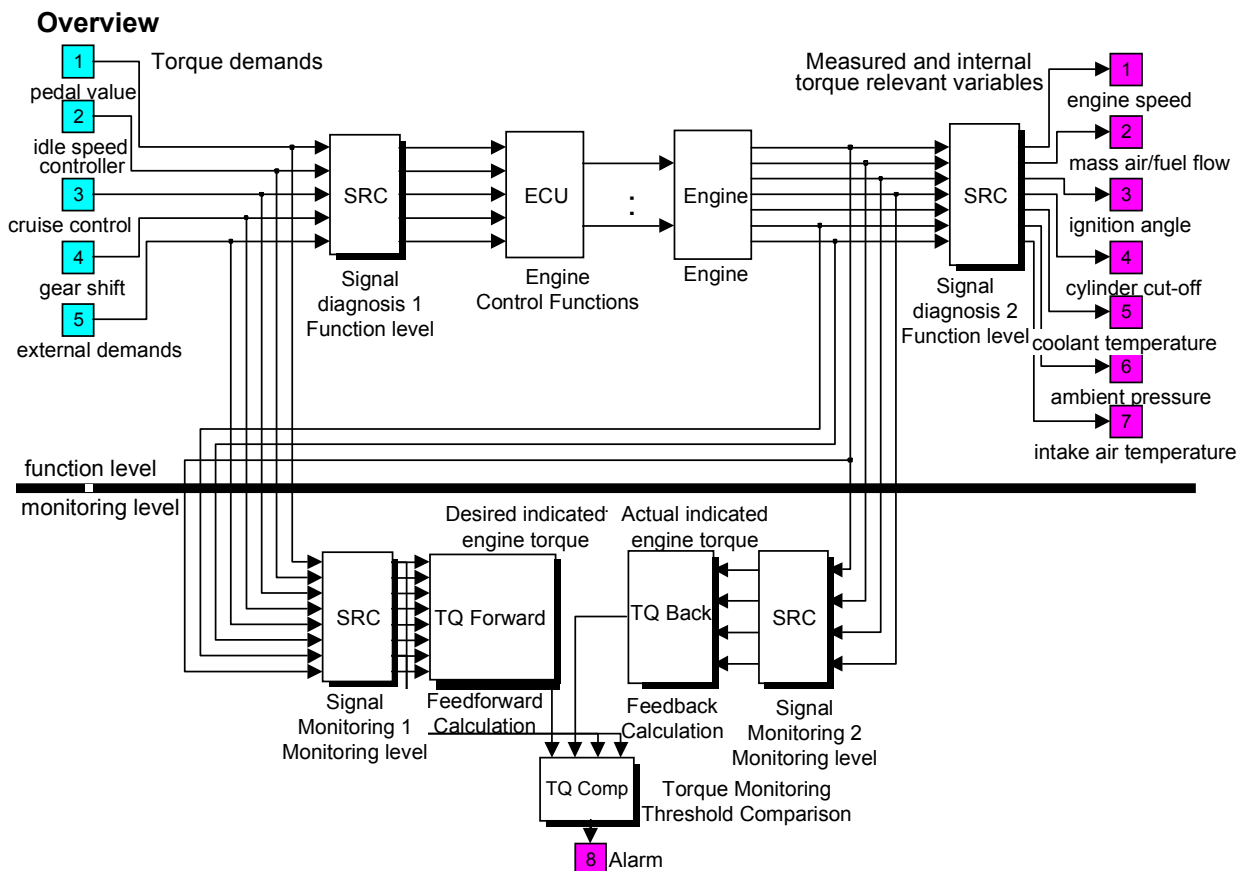 Overview
1
Torque demands
pedal value
2
idle speed
controller
3
cruise control
4
gear shift
5
external demands
SRC
Signal
diagnosis 1
Function level
ECU
Engine
Control Functions
:
Engine
Engine
SRC
Signal
diagnosis 2
Function level
Measured and internal
torque relevant variables
1
engine speed
2
mass air/fuel flow
3
ignition angle
4
cylinder cut-off
5
coolant temperature
6
ambient pressure
7
intake air temperature
function level
monitoring level
SRC
Signal
Monitoring 1
Monitoring level
Desired indicated
engine torque
TQ Forward
Feedforward
Calculation
Actual indicated
engine torque
TQ Back
Feedback
Calculation
SRC
Signal
Monitoring 2
Monitoring level
TQ Comp
Torque Monitoring
Threshold Comparison
8
Alarm